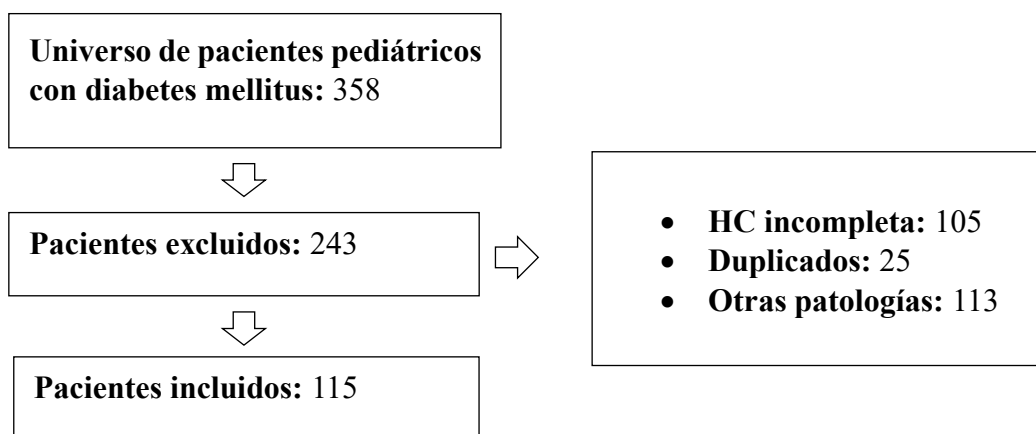 Universo de pacientes pediátricos
con diabetes mellitus: 358
Pacientes excluidos: 243
• HC incompleta: 105
• Duplicados: 25
• Otras patologías: 113
Pacientes incluidos: 115